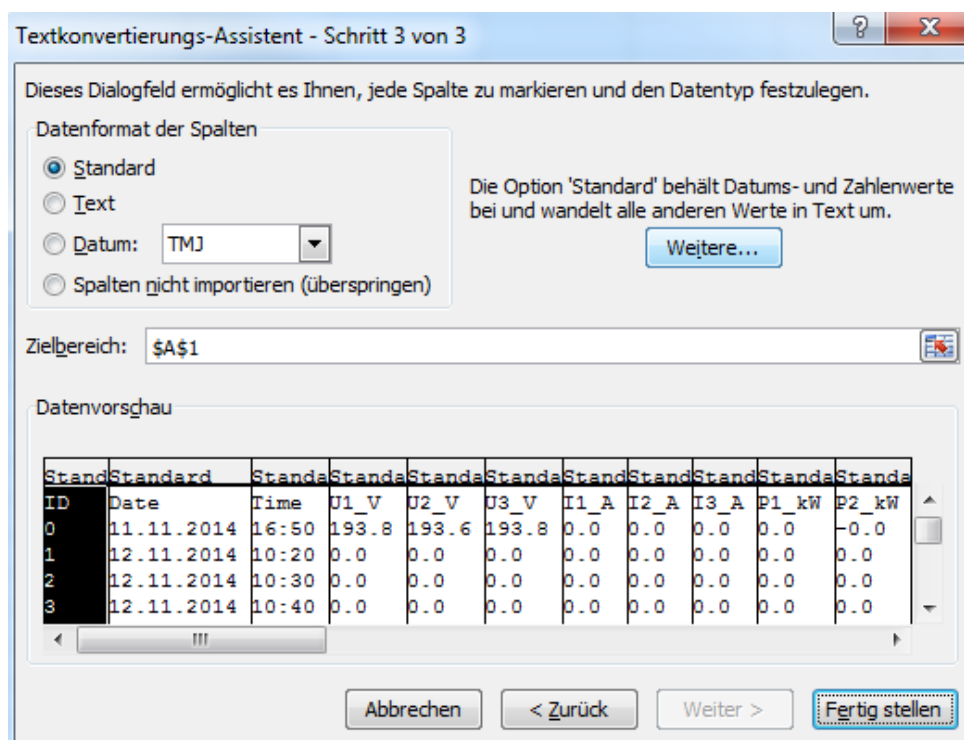 Textkonvertierungs-Assistent - Schritt 3 von 3
Dieses Dialogfeld ermöglicht es Ihnen, jede Spalte zu markieren und den Datentyp festzulegen.
Datenformat der Spalten
Standard
Text
Datum: TMJ
Spalten nicht importieren (überspringen)
Die Option 'Standard' behält Datums- und Zahlenwerte
bei und wandelt alle anderen Werte in Text um.
Weitere...
Zielbereich: $A$1
Datenvorschau
Stand Standard Standa Standa Standa Standa Standa Standa Standa Standa Standa
ID Date Time U1_V U2_V U3_V I1_A I2_A I3_A P1_kW P2_kW
0 11.11.2014 16:50 193.8 193.6 193.8 0.0 0.0 0.0 0.0 -0.0
1 12.11.2014 10:20 0.0 0.0 0.0 0.0 0.0 0.0 0.0 0.0
2 12.11.2014 10:30 0.0 0.0 0.0 0.0 0.0 0.0 0.0 0.0
3 12.11.2014 10:40 0.0 0.0 0.0 0.0 0.0 0.0 0.0 0.0
Abbrechen < Zurück Weiter > Fertig stellen